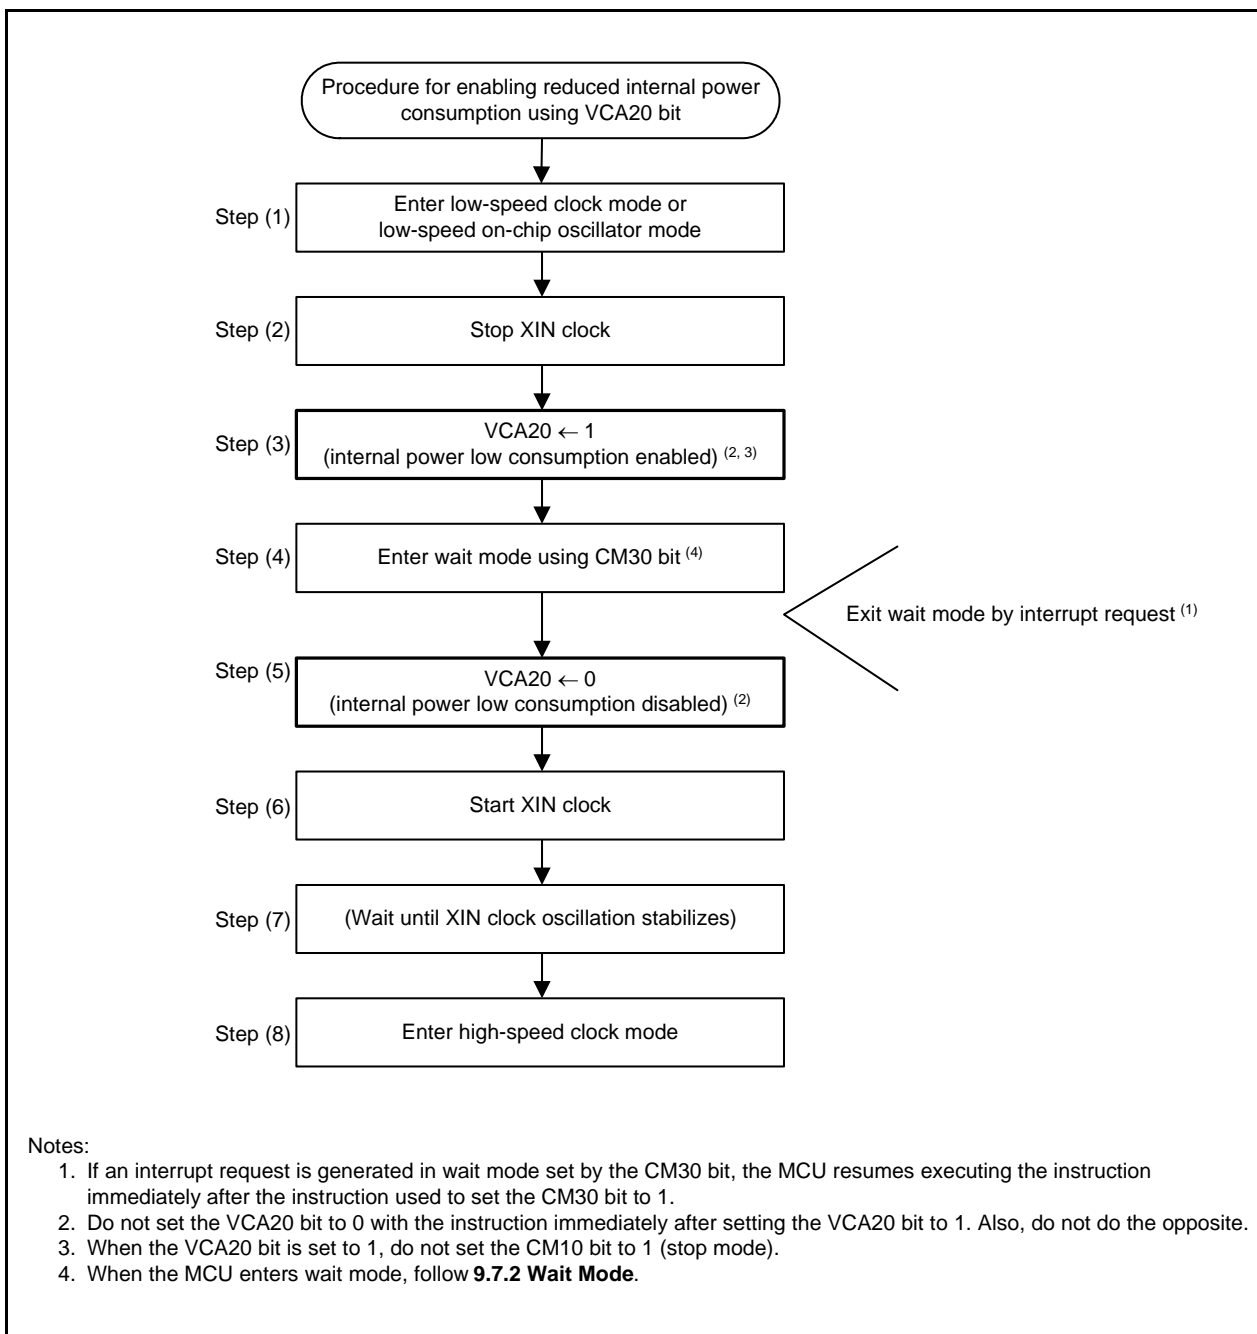 Procedure for enabling reduced internal power
consumption using VCA20 bit
Step (1)
Enter low-speed clock mode or
low-speed on-chip oscillator mode
Step (2)
Stop XIN clock
Step (3)
VCA20 ← 1
(internal power low consumption enabled) (2, 3)
Step (4)
Enter wait mode using CM30 bit (4)
Exit wait mode by interrupt request (1)
Step (5)
VCA20 ← 0
(internal power low consumption disabled) (2)
Step (6)
Start XIN clock
Step (7)
(Wait until XIN clock oscillation stabilizes)
Step (8)
Enter high-speed clock mode
Notes:
1. If an interrupt request is generated in wait mode set by the CM30 bit, the MCU resumes executing the instruction
immediately after the instruction used to set the CM30 bit to 1.
2. Do not set the VCA20 bit to 0 with the instruction immediately after setting the VCA20 bit to 1. Also, do not do the opposite.
3. When the VCA20 bit is set to 1, do not set the CM10 bit to 1 (stop mode).
4. When the MCU enters wait mode, follow 9.7.2 Wait Mode.